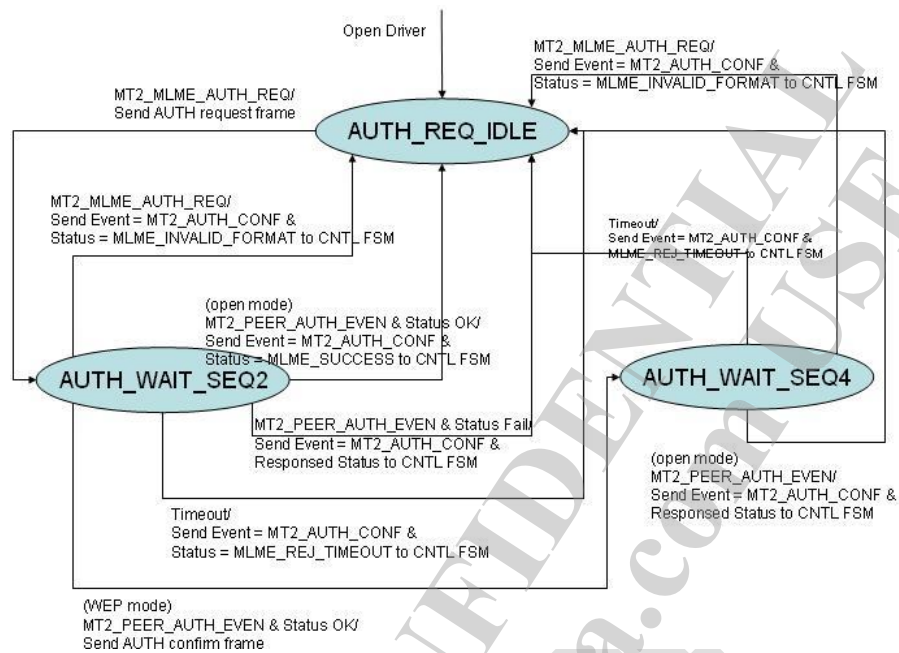 Open Driver
MT2_MLME_AUTH_REQ/
Send Event = MT2_AUTH_CONF &
Status = MLME_INVALID_FORMAT to CNTL FSM
MT2_MLME_AUTH_REQ/
Send AUTH request frame
AUTH_REQ_IDLE
MT2_MLME_AUTH_REQ/
Send Event = MT2_AUTH_CONF &
Status = MLME_INVALID_FORMAT to CNTL FSM
Timeout/
Send Event = MT2_AUTH_CONF &
MLME_REJ_TIMEOUT to CNTL FSM
(open mode)
MT2_PEER_AUTH_EVEN & Status OK/
Send Event = MT2_AUTH_CONF &
Status = MLME_SUCCESS to CNTL FSM
AUTH_WAIT_SEQ2
AUTH_WAIT_SEQ4
MT2_PEER_AUTH_EVEN & Status Fail/
Send Event = MT2_AUTH_CONF &
Responsed Status to CNTL FSM
(open mode)
MT2_PEER_AUTH_EVEN/
Send Event = MT2_AUTH_CONF &
Responsed Status to CNTL FSM
Timeout/
Send Event = MT2_AUTH_CONF &
Status = MLME_REJ_TIMEOUT to CNTL FSM
(WEP mode)
MT2_PEER_AUTH_EVEN & Status OK/
Send AUTH confirm frame